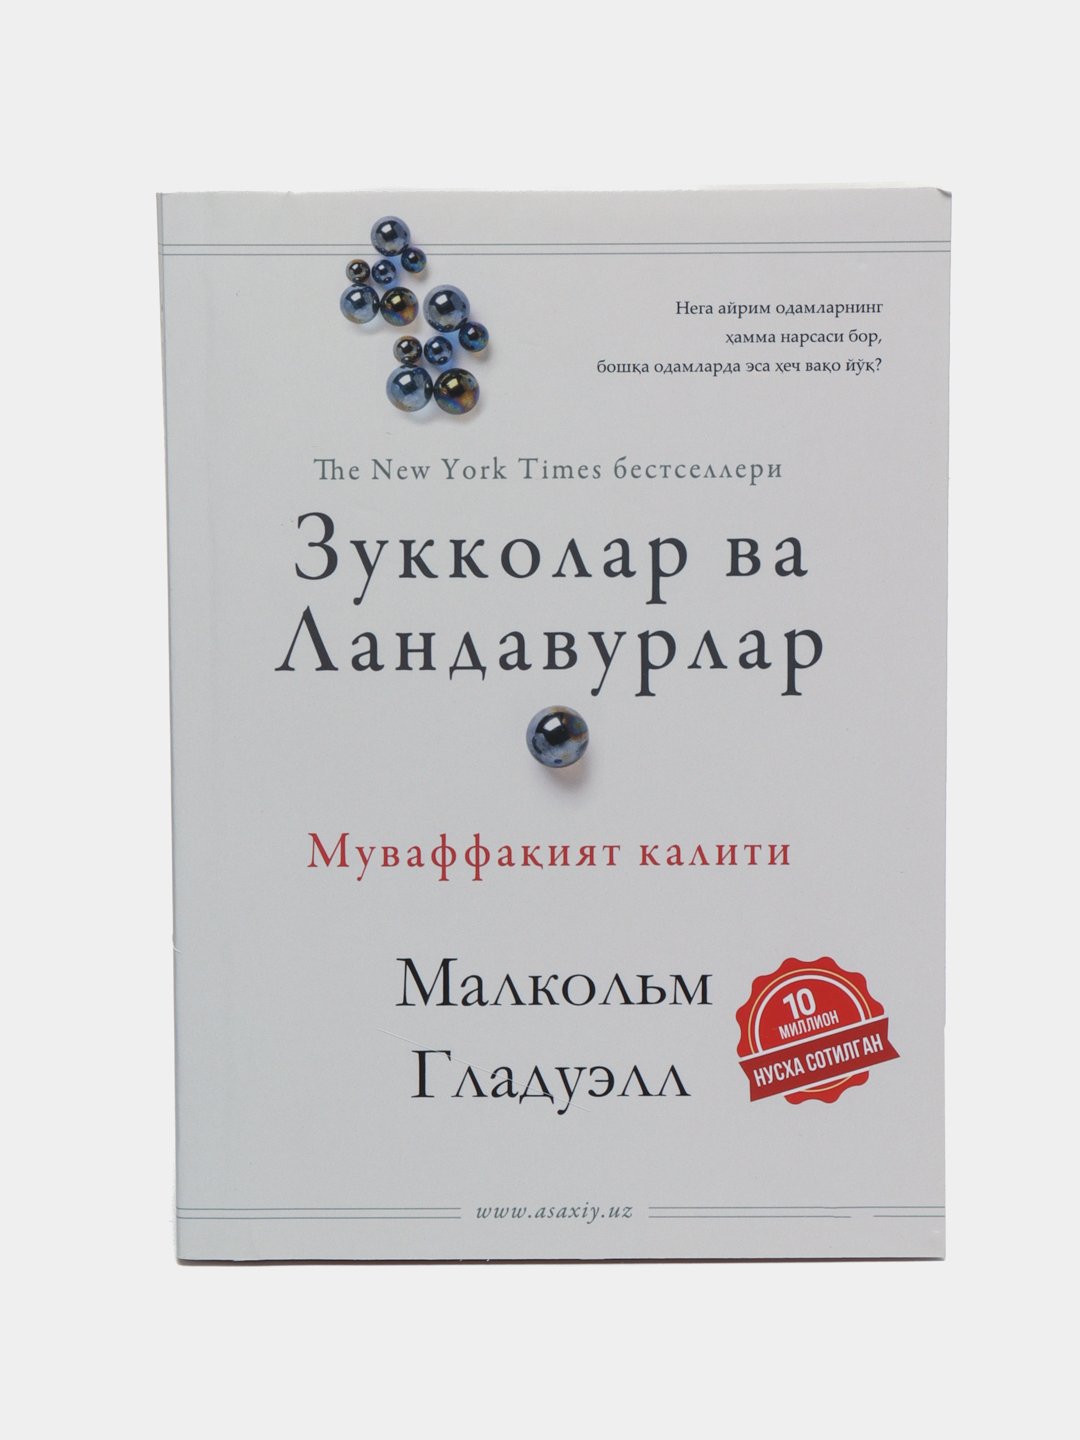 Нега айрим одамларнинг
ҳамма нарсаси бор,
бошқа одамларда эса ҳеч вақо йўқ?
The New York Times бестселлери
Зукколар ва
Ландавурлар
Муваффақият калити
Малкольм
Гладуэлл
10
МИЛЛИОН
НУСХА СОТИЛГАН
www.asaxiy.uz